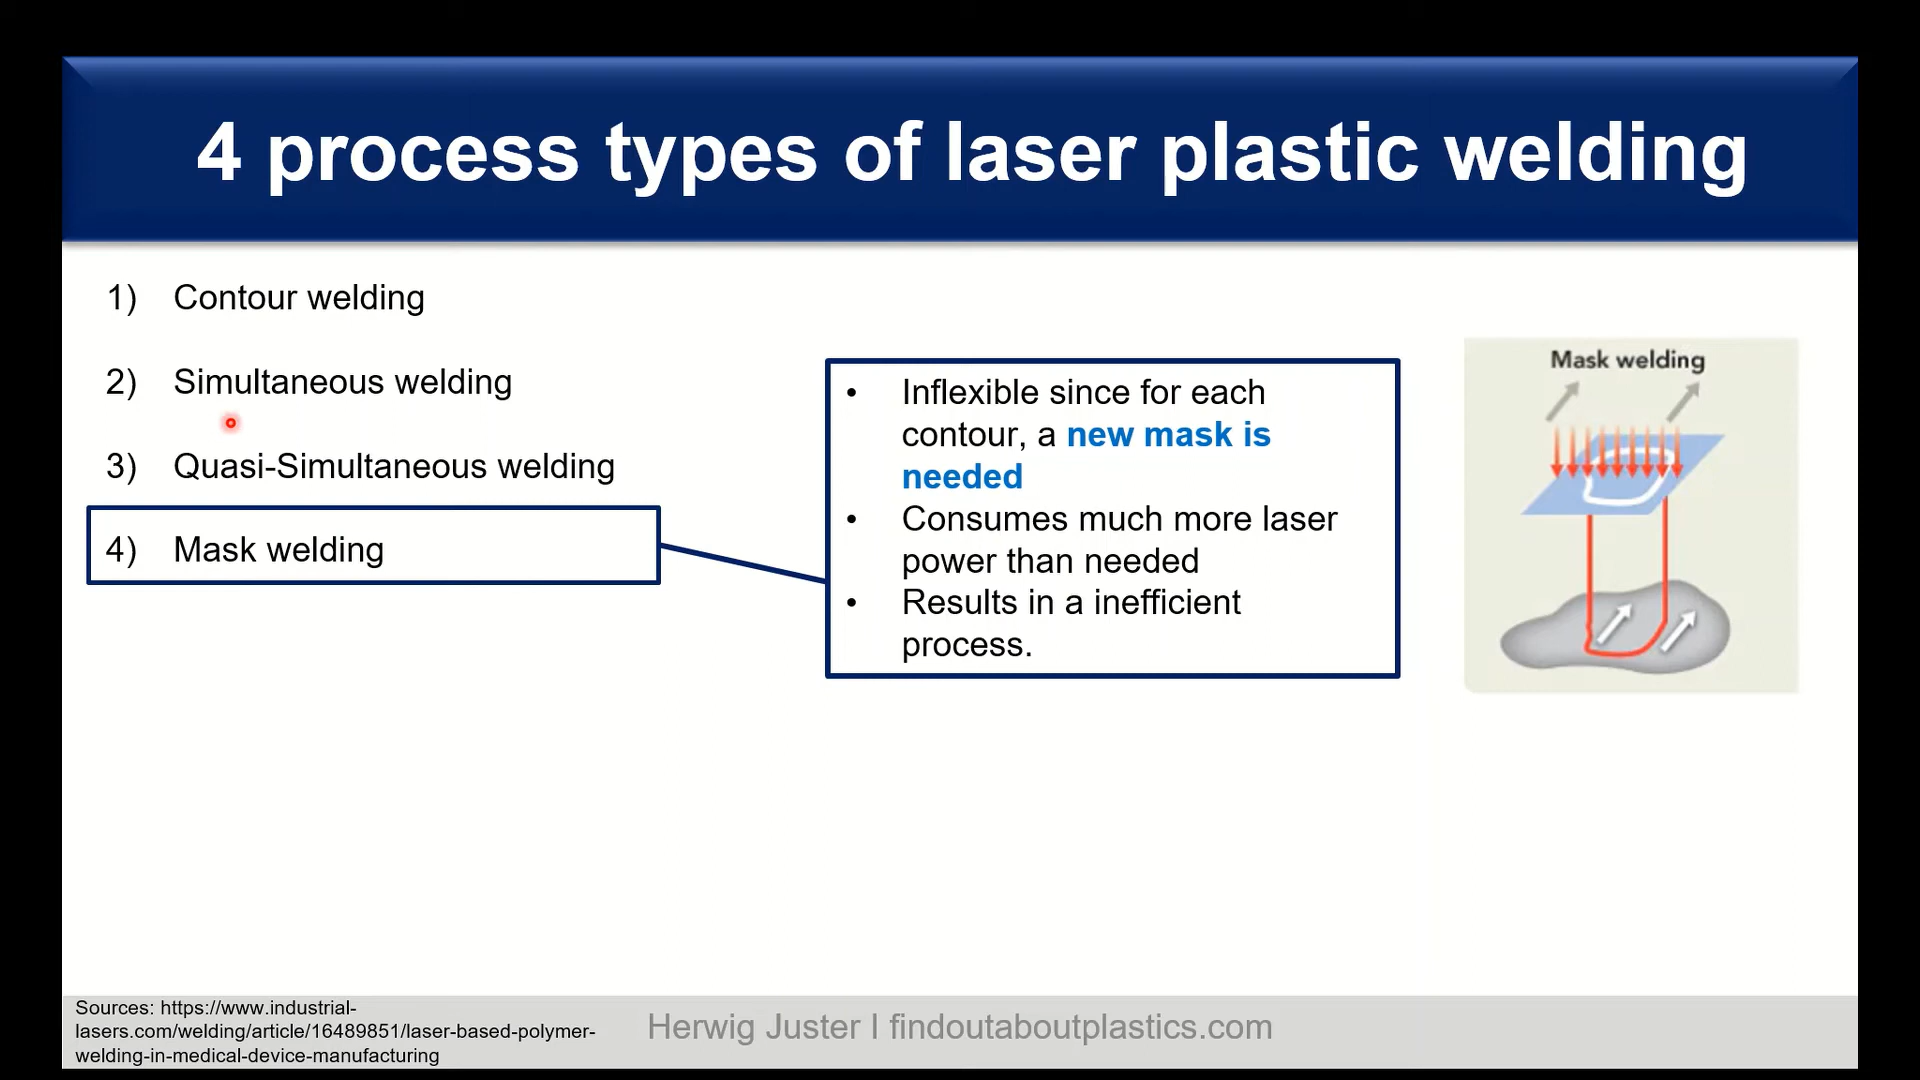 4 process types of laser plastic welding
1) Contour welding
2) Simultaneous welding
3) Quasi-Simultaneous welding
4) Mask welding
• Inflexible since for each
contour, a new mask is
needed
• Consumes much more laser
power than needed
• Results in a inefficient
process.
Mask welding
Sources: https://www.industrial-
lasers.com/welding/article/16489851/laser-based-polymer-
welding-in-medical-device-manufacturing
Herwig Juster I findoutaboutplastics.com